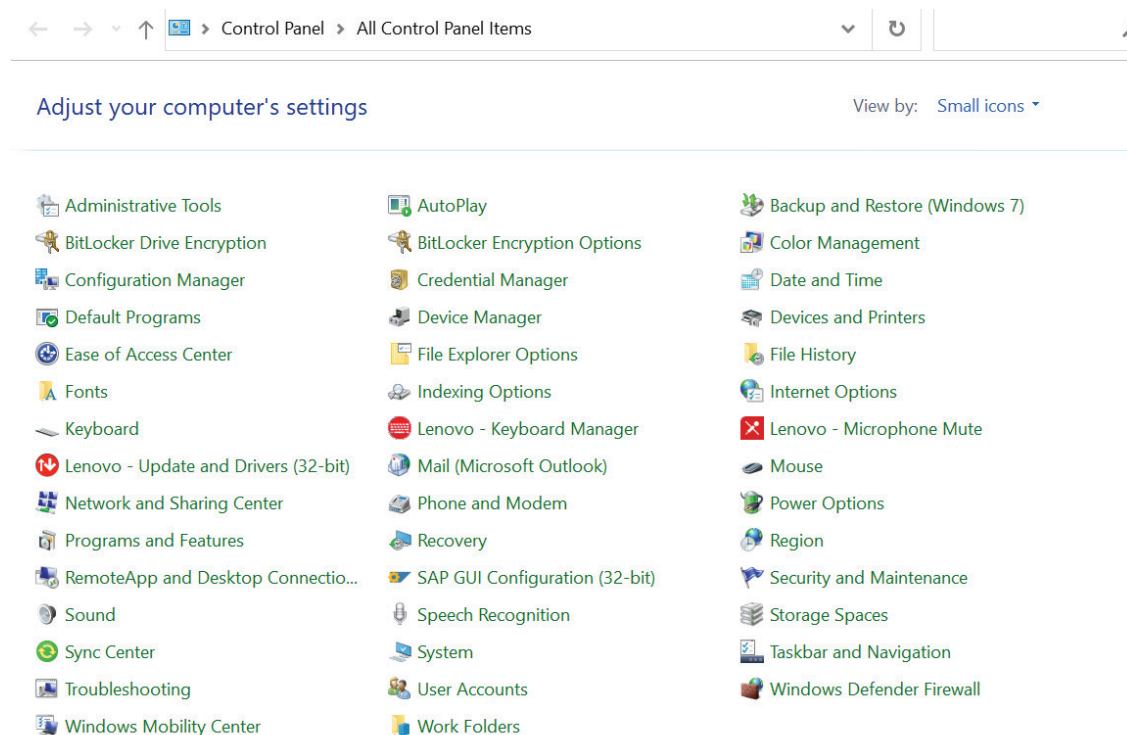 Control Panel > All Control Panel Items
Adjust your computer's settings
View by: Small icons
Administrative Tools
AutoPlay
Backup and Restore (Windows 7)
BitLocker Drive Encryption
BitLocker Encryption Options
Color Management
Configuration Manager
Credential Manager
Date and Time
Default Programs
Device Manager
Devices and Printers
Ease of Access Center
File Explorer Options
File History
Fonts
Indexing Options
Internet Options
Keyboard
Lenovo - Keyboard Manager
Lenovo - Microphone Mute
Lenovo - Update and Drivers (32-bit)
Mail (Microsoft Outlook)
Mouse
Network and Sharing Center
Phone and Modem
Power Options
Programs and Features
Recovery
Region
RemoteApp and Desktop Connectio...
SAP GUI Configuration (32-bit)
Security and Maintenance
Sound
Speech Recognition
Storage Spaces
Sync Center
System
Taskbar and Navigation
Troubleshooting
User Accounts
Windows Defender Firewall
Windows Mobility Center
Work Folders